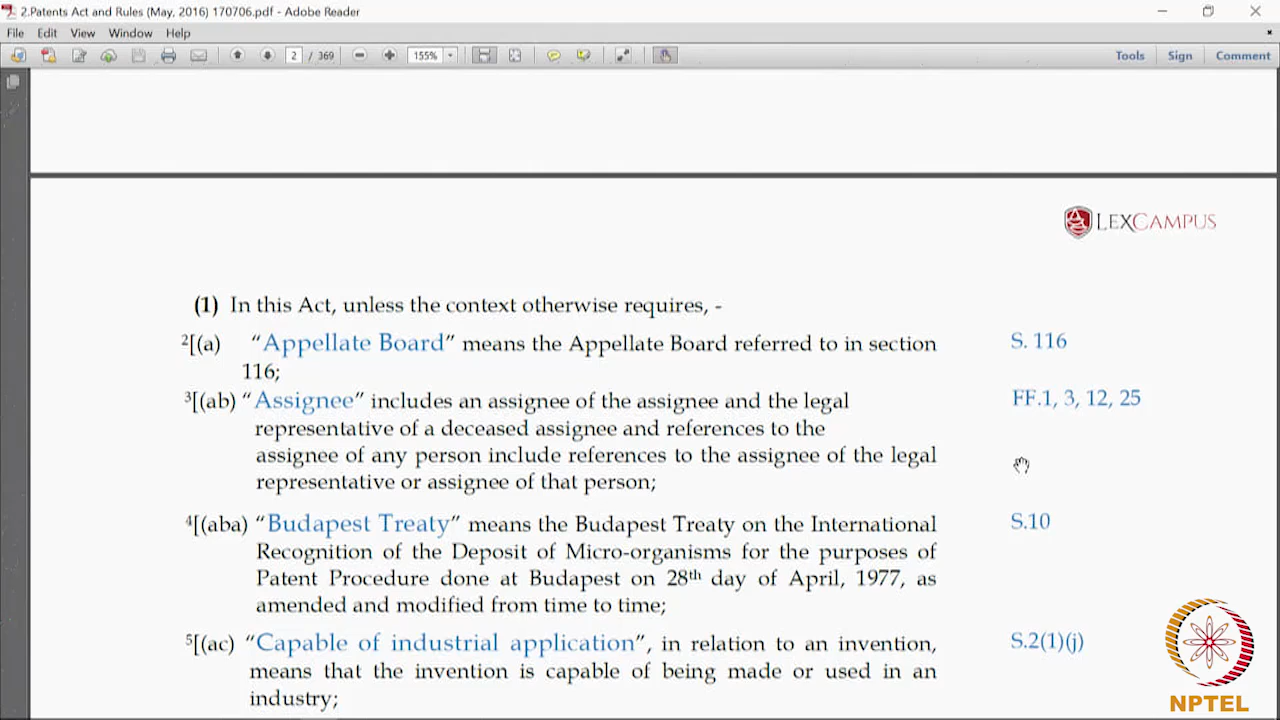 2.Patents Act and Rules (May, 2016) 170706.pdf - Adobe Reader
File Edit View Window Help
2 / 369 155% Tools Sign Comment
LEXCAMPUS
(1) In this Act, unless the context otherwise requires, -
2[(a) “Appellate Board” means the Appellate Board referred to in section S. 116
116;
3[(ab) “Assignee” includes an assignee of the assignee and the legal FF.1, 3, 12, 25
representative of a deceased assignee and references to the
assignee of any person include references to the assignee of the legal
representative or assignee of that person;
4[(aba) “Budapest Treaty” means the Budapest Treaty on the International S.10
Recognition of the Deposit of Micro-organisms for the purposes of
Patent Procedure done at Budapest on 28th day of April, 1977, as
amended and modified from time to time;
5[(ac) “Capable of industrial application”, in relation to an invention, S.2(1)(j)
means that the invention is capable of being made or used in an
industry;
NPTEL